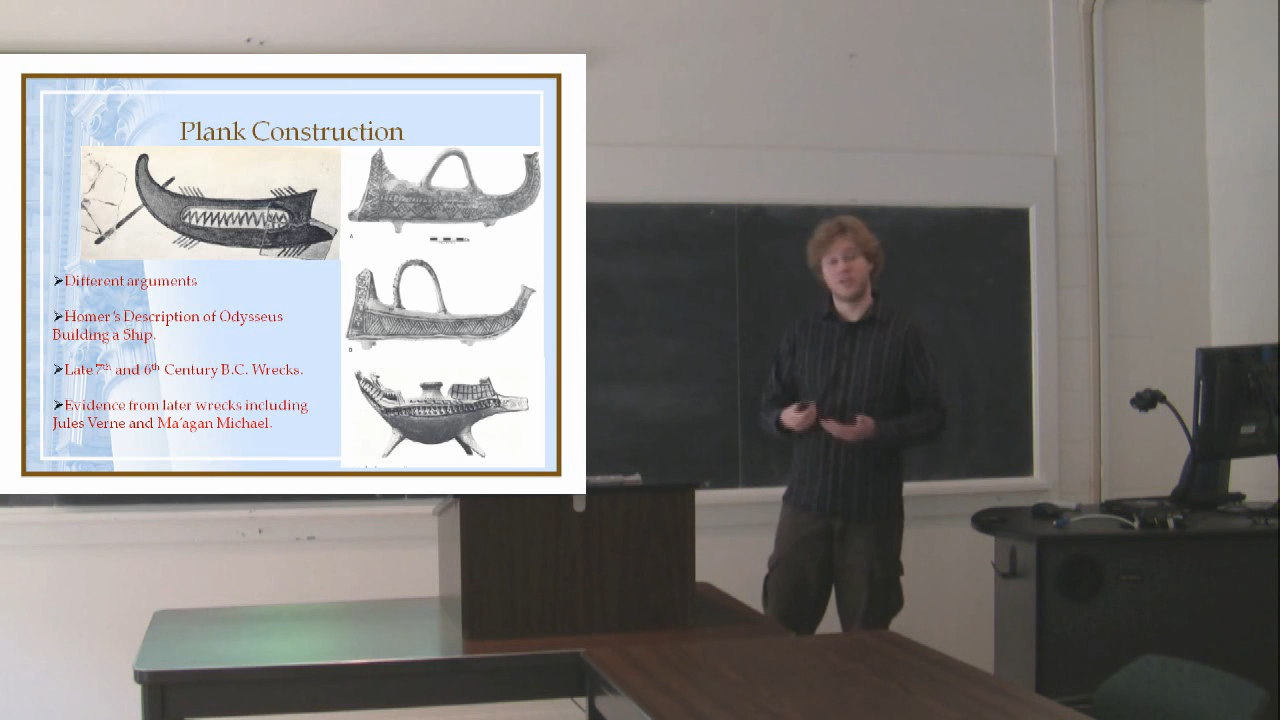 Plank Construction
A
B
➢Different arguments
➢Homer's Description of Odysseus
Building a Ship.
➢Late 7th and 6th Century B.C. Wrecks.
➢Evidence from later wrecks including
Jules Verne and Ma'agan Michael.